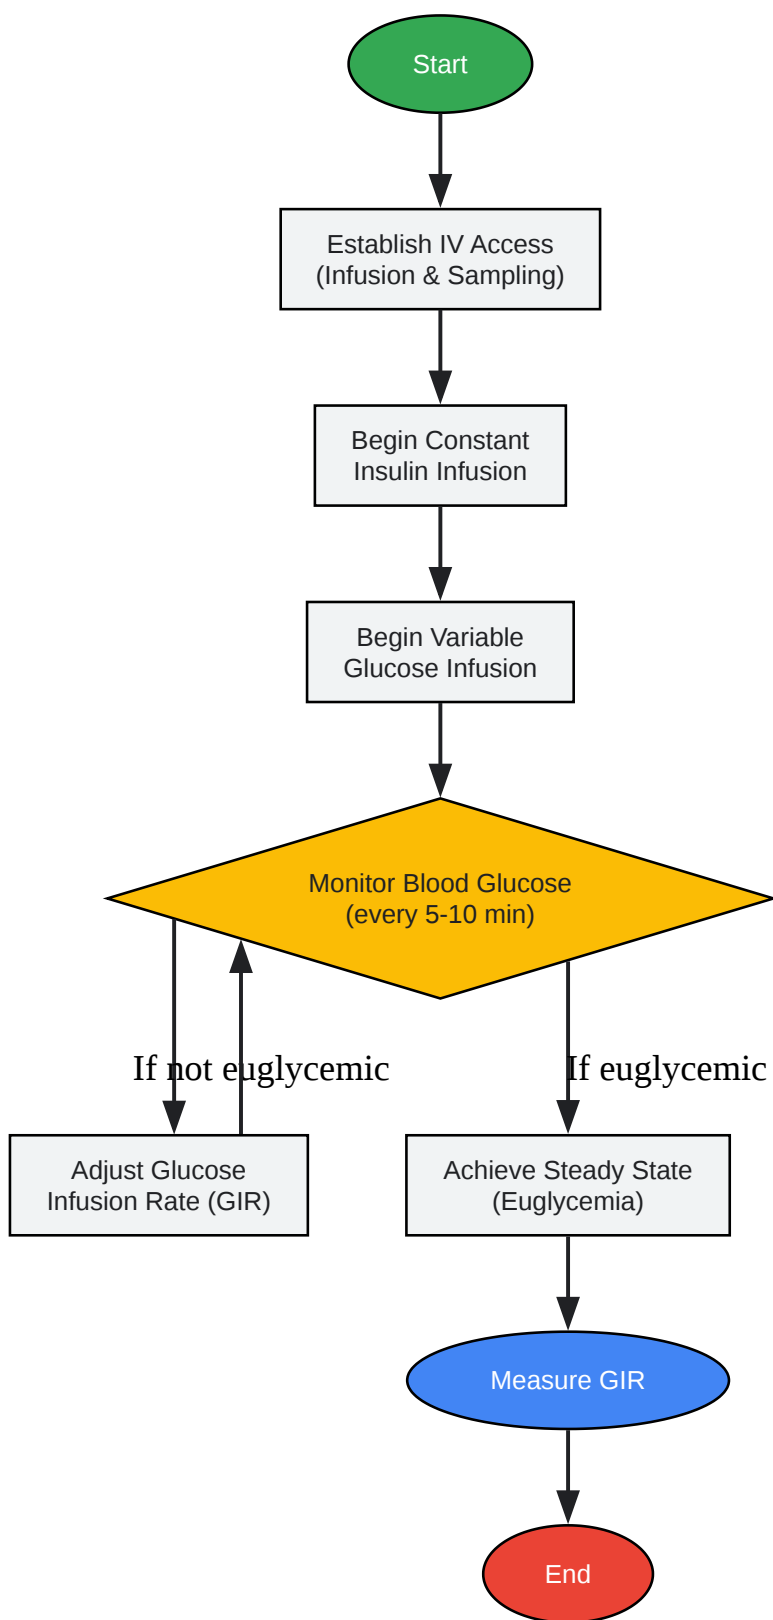 Start
Establish IV Access
(Infusion & Sampling)
Begin Constant
Insulin Infusion
Begin Variable
Glucose Infusion
Monitor Blood Glucose
(every 5-10 min)
If not euglycemic
If euglycemic
Adjust Glucose
Infusion Rate (GIR)
Achieve Steady State
(Euglycemia)
Measure GIR
End